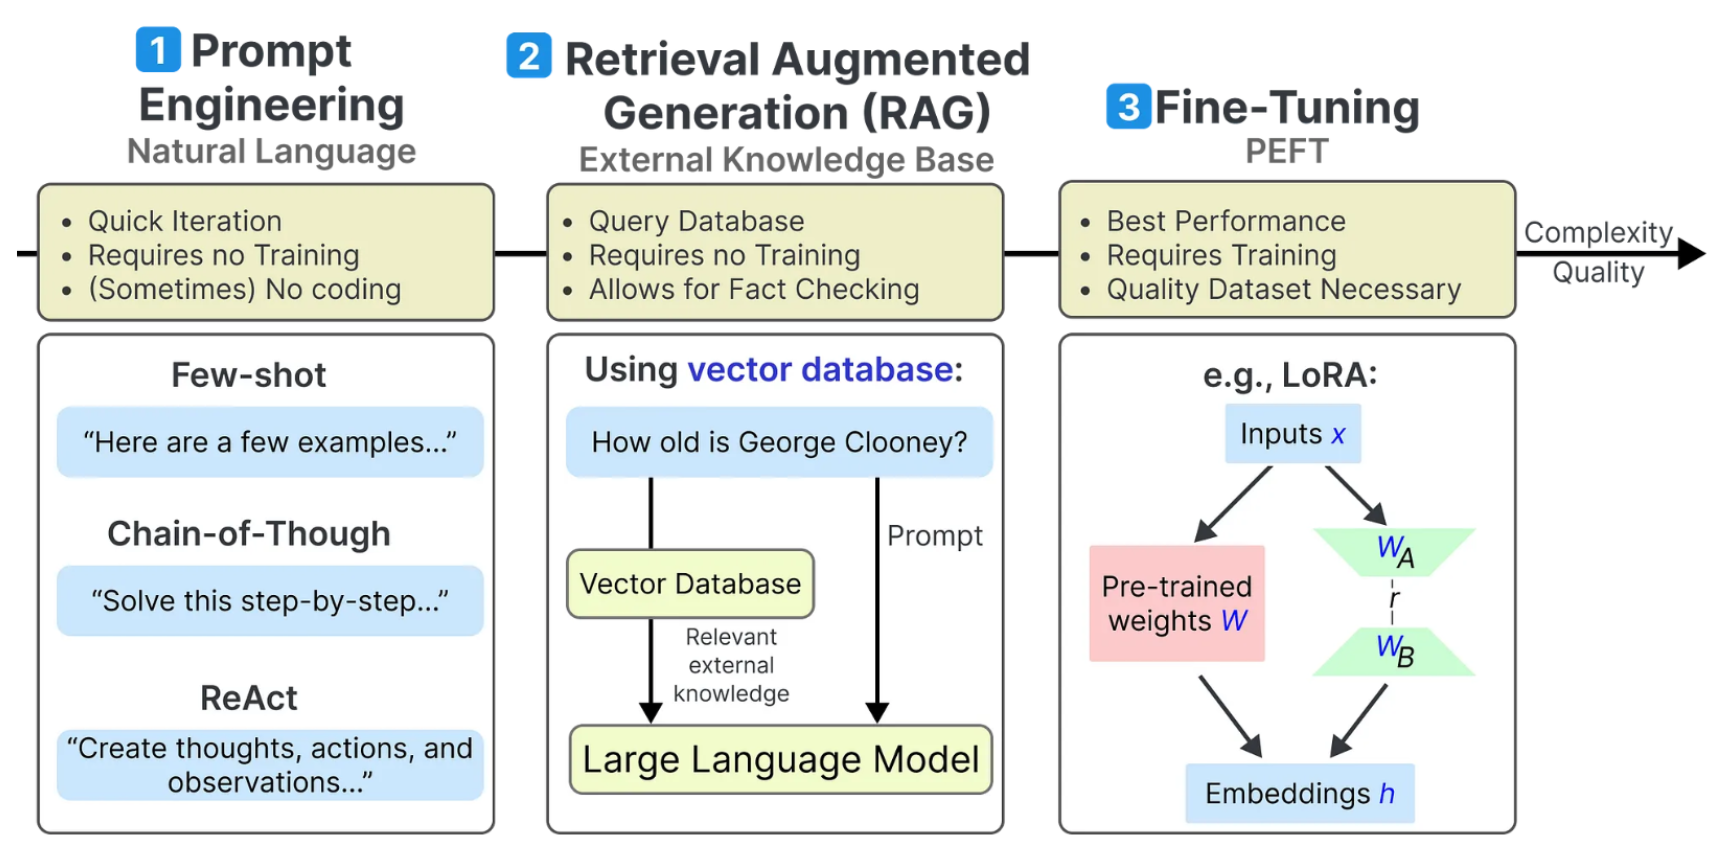 1 Prompt
Engineering
Natural Language
• Quick Iteration
• Requires no Training
• (Sometimes) No coding
Few-shot
“Here are a few examples...”
Chain-of-Though
“Solve this step-by-step...”
ReAct
“Create thoughts, actions, and
observations...”
2 Retrieval Augmented
Generation (RAG)
External Knowledge Base
• Query Database
• Requires no Training
• Allows for Fact Checking
Using vector database:
How old is George Clooney?
Prompt
Vector Database
Relevant
external
knowledge
Large Language Model
3 Fine-Tuning
PEFT
• Best Performance
• Requires Training
• Quality Dataset Necessary
e.g., LoRA:
Inputs x
Pre-trained
weights W
W_A
r
W_B
Embeddings h
Complexity
Quality